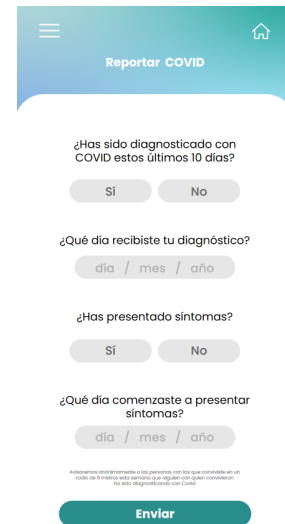 Reportar COVID
¿Has sido diagnosticado con
COVID estos últimos 10 días?
Sí No
¿Qué día recibiste tu diagnóstico?
día / mes / año
¿Has presentado síntomas?
Sí No
¿Qué día comenzaste a presentar
síntomas?
día / mes / año
Avisaremos anónimamente a las personas con las que conviviste en un
radio de 5 metros esta semana que alguien con quien convivieron
ha sido diagnosticando con Covid.
Enviar